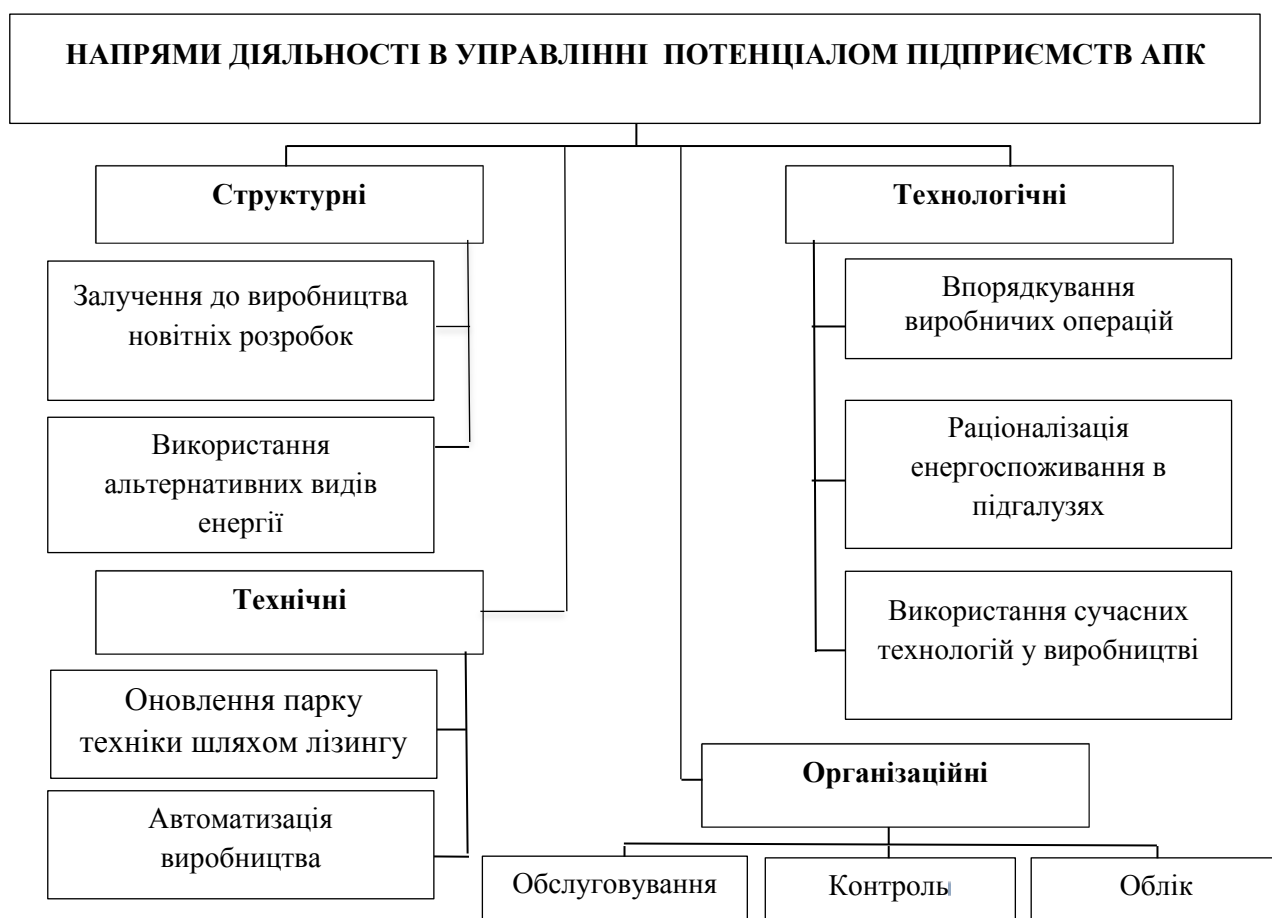 НАПРЯМИ ДІЯЛЬНОСТІ В УПРАВЛІННІ ПОТЕНЦІАЛОМ ПІДПРИЄМСТВ АПК
Структурні
Залучення до виробництва
новітніх розробок
Використання
альтернативних видів
енергії
Технічні
Оновлення парку
техніки шляхом лізингу
Автоматизація
виробництва
Технологічні
Впорядкування
виробничих операцій
Раціоналізація
енергоспоживання в
підгалузях
Використання сучасних
технологій у виробництві
Організаційні
Обслуговування
Контроль
Облік